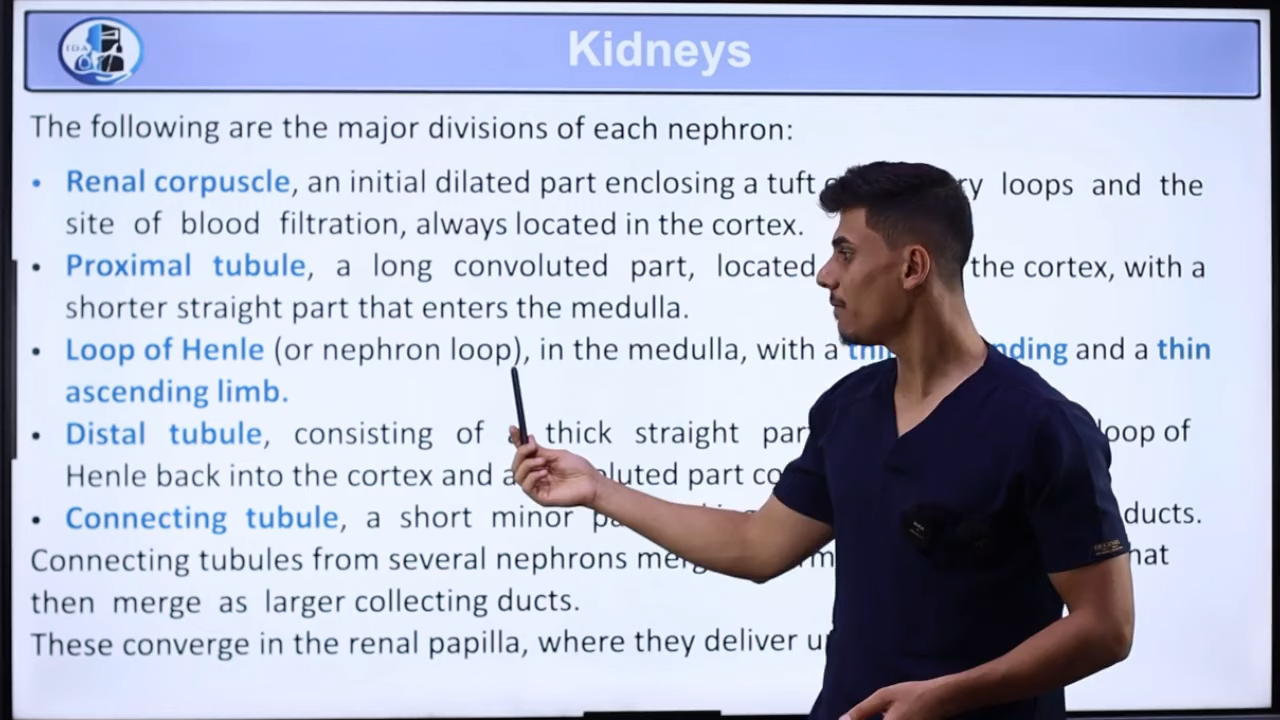 IDA
Kidneys
The following are the major divisions of each nephron:
• Renal corpuscle, an initial dilated part enclosing a tuft loops and the
site of blood filtration, always located in the cortex.
• Proximal tubule, a long convoluted part, located the cortex, with a
shorter straight part that enters the medulla.
• Loop of Henle (or nephron loop), in the medulla, with a and a thin
ascending limb.
• Distal tubule, consisting of a thick straight loop of
Henle back into the cortex and a part
• Connecting tubule, a short minor ducts.
Connecting tubules from several nephrons
then merge as larger collecting ducts.
These converge in the renal papilla, where they deliver